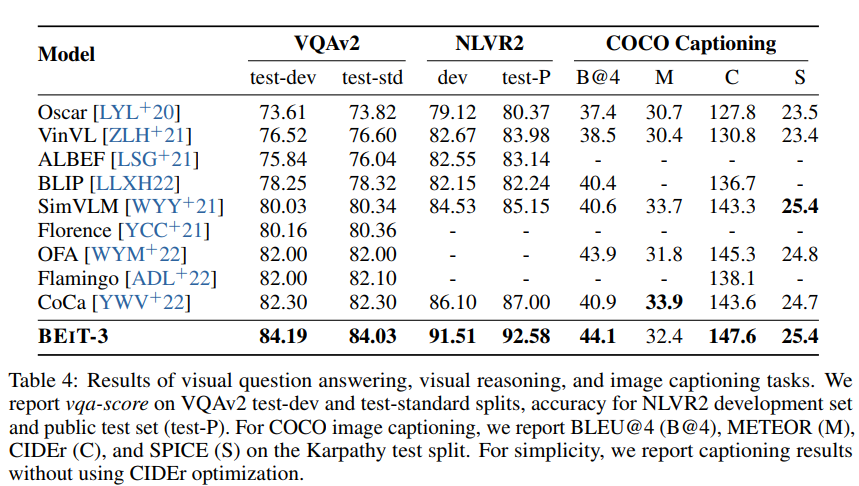 Model VQAv2 NLVR2 COCO Captioning
test-dev test-std dev test-P B@4 M C S
Oscar [LYL+20] 73.61 73.82 79.12 80.37 37.4 30.7 127.8 23.5
VinVL [ZLH+21] 76.52 76.60 82.67 83.98 38.5 30.4 130.8 23.4
ALBEF [LSG+21] 75.84 76.04 82.55 83.14 - - - -
BLIP [LLXH22] 78.25 78.32 82.15 82.24 40.4 - 136.7 -
SimVLM [WYY+21] 80.03 80.34 84.53 85.15 40.6 33.7 143.3 25.4
Florence [YCC+21] 80.16 80.36 - - - - - -
OFA [WYM+22] 82.00 82.00 - - 43.9 31.8 145.3 24.8
Flamingo [ADL+22] 82.00 82.10 - - - - 138.1 -
CoCa [YWV+22] 82.30 82.30 86.10 87.00 40.9 33.9 143.6 24.7
BEIT-3 84.19 84.03 91.51 92.58 44.1 32.4 147.6 25.4
Table 4: Results of visual question answering, visual reasoning, and image captioning tasks. We
report vqa-score on VQAv2 test-dev and test-standard splits, accuracy for NLVR2 development set
and public test set (test-P). For COCO image captioning, we report BLEU@4 (B@4), METEOR (M),
CIDEr (C), and SPICE (S) on the Karpathy test split. For simplicity, we report captioning results
without using CIDEr optimization.